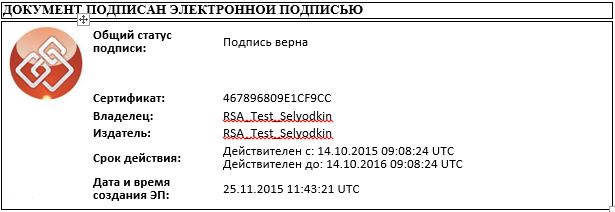 ДОКУМЕНТ ПОДПИСАН ЭЛЕКТРОННОЙ ПОДПИСЬЮ
Общий статус
подписи:
Подпись верна
Сертификат: 467896809E1CF9CC
Владелец: RSA_Test_Selyodkin
Издатель: RSA_Test_Selyodkin
Срок действия:
Действителен с: 14.10.2015 09:08:24 UTC
Действителен до: 14.10.2016 09:08:24 UTC
Дата и время
создания ЭП:
25.11.2015 11:43:21 UTC